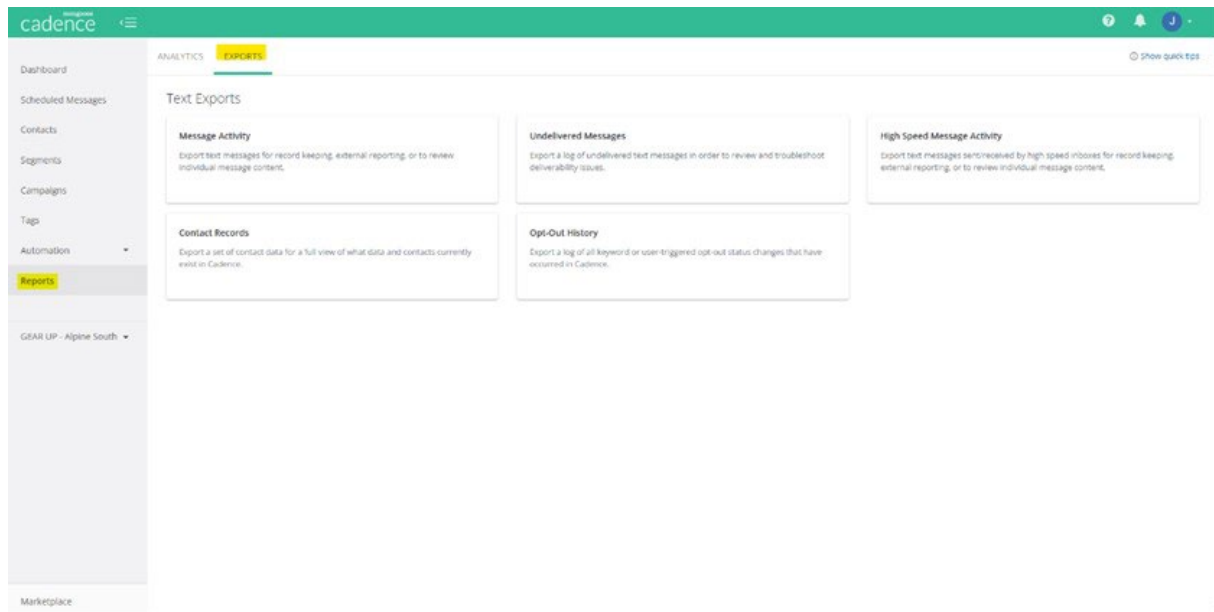 mongoose
cadence
J
Dashboard
Scheduled Messages
Contacts
Segments
Campaigns
Tags
Automation
Reports
GEAR UP - Alpine South
Marketplace
ANALYTICS EXPORTS
Show quick tips
Text Exports
Message Activity
Export text messages for record keeping, external reporting, or to review
individual message content.
Undelivered Messages
Export a log of undelivered text messages in order to review and troubleshoot
deliverability issues.
High Speed Message Activity
Export text messages sent/received by high speed inboxes for record keeping,
external reporting, or to review individual message content.
Contact Records
Export a set of contact data for a full view of what data and contacts currently
exist in Cadence.
Opt-Out History
Export a log of all keyword or user-triggered opt-out status changes that have
occurred in Cadence.